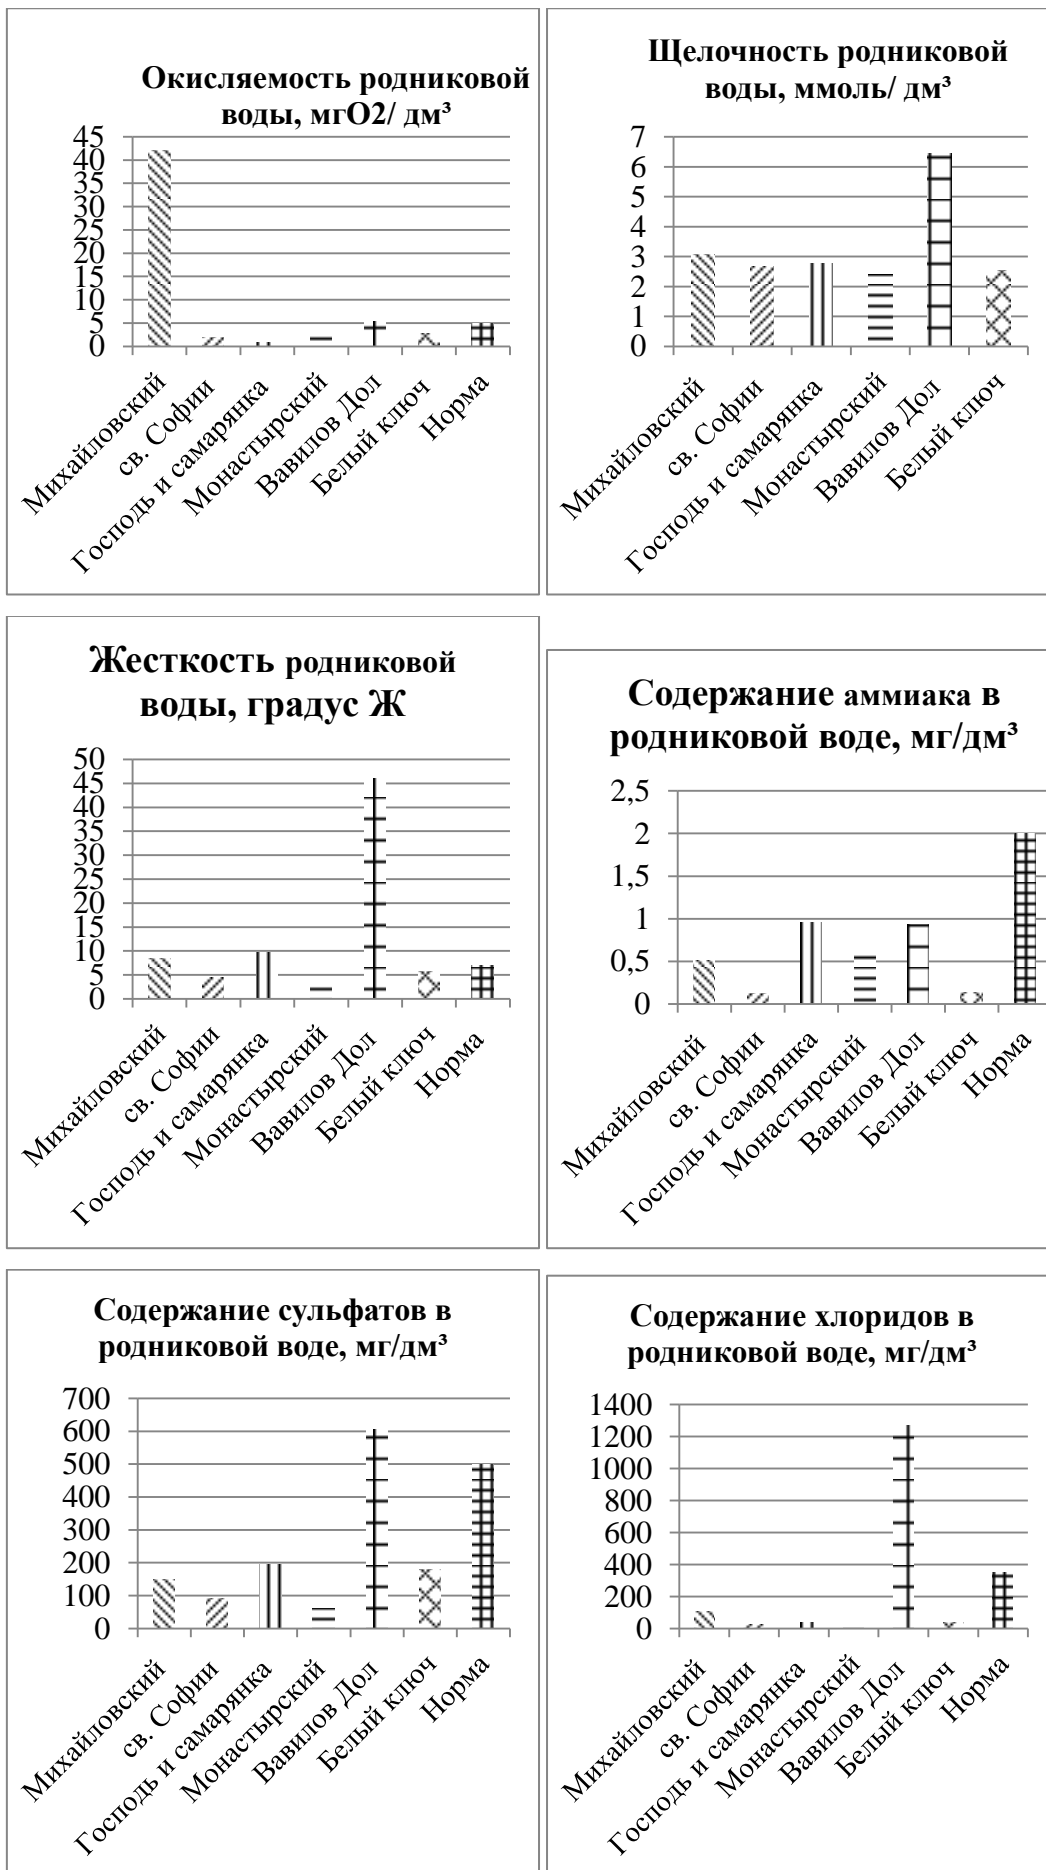 Окисляемость родниковой
воды, мгО2/ дм³
45
40
35
30
25
20
15
10
5
0
Михайловский
св. Софии
Господь и самарянка
Монастырский
Вавилов Дол
Белый ключ
Норма
Щелочность родниковой
воды, ммоль/ дм³
7
6
5
4
3
2
1
0
Михайловский
св. Софии
Господь и самарянка
Монастырский
Вавилов Дол
Белый ключ
Жесткость родниковой
воды, градус Ж
50
45
40
35
30
25
20
15
10
5
0
Михайловский
св. Софии
Господь и самарянка
Монастырский
Вавилов Дол
Белый ключ
Норма
Содержание аммиака в
родниковой воде, мг/дм³
2,5
2
1,5
1
0,5
0
Михайловский
св. Софии
Господь и самарянка
Монастырский
Вавилов Дол
Белый ключ
Норма
Содержание сульфатов в
родниковой воде, мг/дм³
700
600
500
400
300
200
100
0
Михайловский
св. Софии
Господь и самарянка
Монастырский
Вавилов Дол
Белый ключ
Норма
Содержание хлоридов в
родниковой воде, мг/дм³
1400
1200
1000
800
600
400
200
0
Михайловский
св. Софии
Господь и самарянка
Монастырский
Вавилов Дол
Белый ключ
Норма